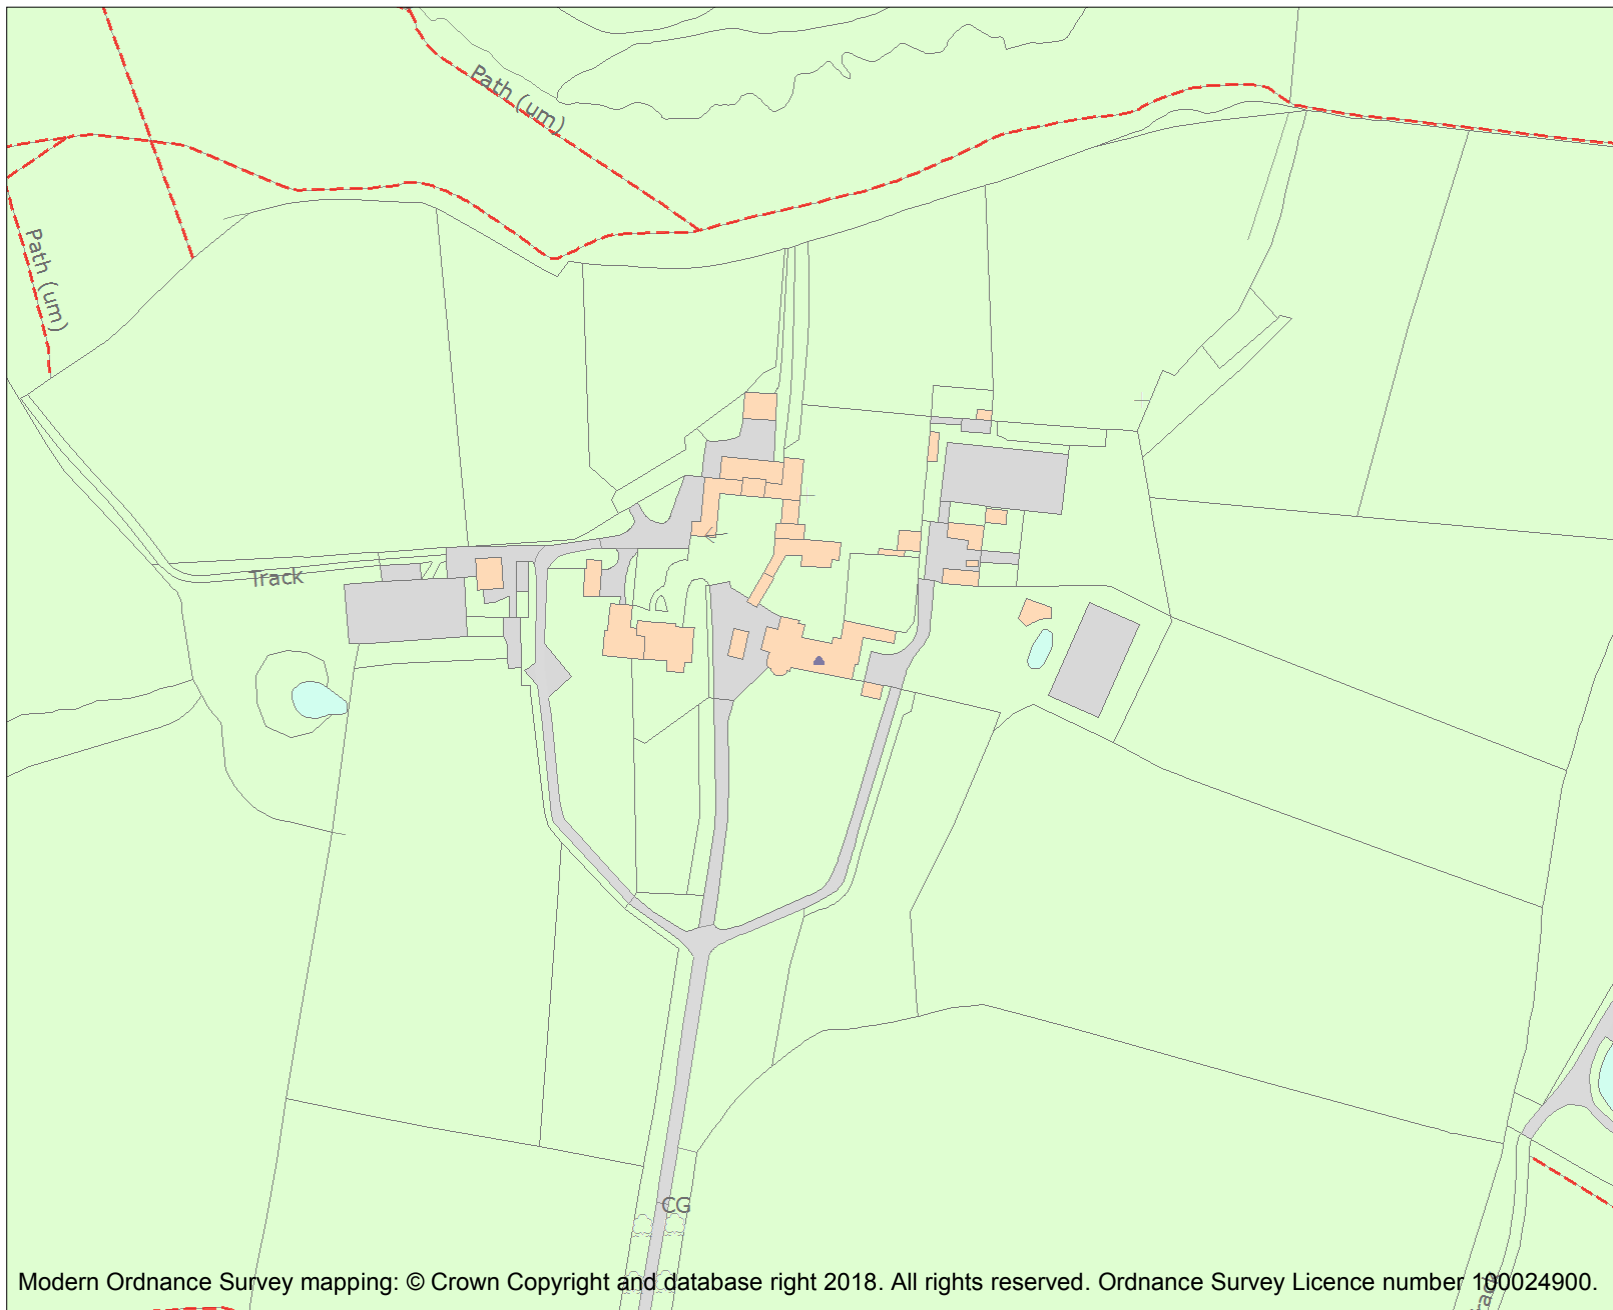 Path (um)
Path (um)
Track
CG
Modern Ordnance Survey mapping: © Crown Copyright and database right 2018. All rights reserved. Ordnance Survey Licence number 100024900.